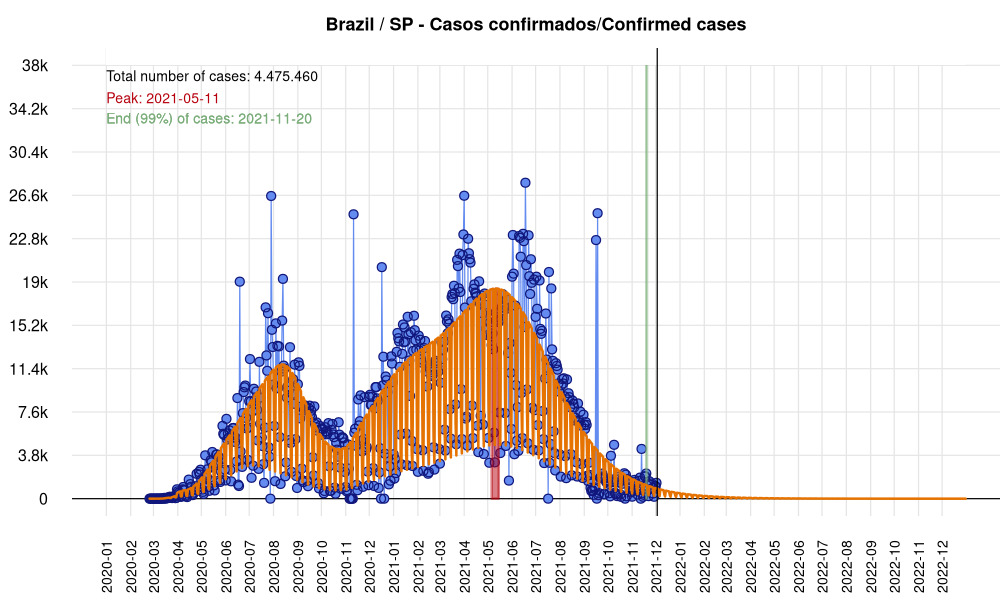 Brazil / SP - Casos confirmados/Confirmed cases
Total number of cases: 4.475.460
Peak: 2021-05-11
End (99%) of cases: 2021-11-20
38k
34.2k
30.4k
26.6k
22.8k
19k
15.2k
11.4k
7.6k
3.8k
0
2020-01
2020-02
2020-03
2020-04
2020-05
2020-06
2020-07
2020-08
2020-09
2020-10
2020-11
2020-12
2021-01
2021-02
2021-03
2021-04
2021-05
2021-06
2021-07
2021-08
2021-09
2021-10
2021-11
2021-12
2022-01
2022-02
2022-03
2022-04
2022-05
2022-06
2022-07
2022-08
2022-09
2022-10
2022-11
2022-12